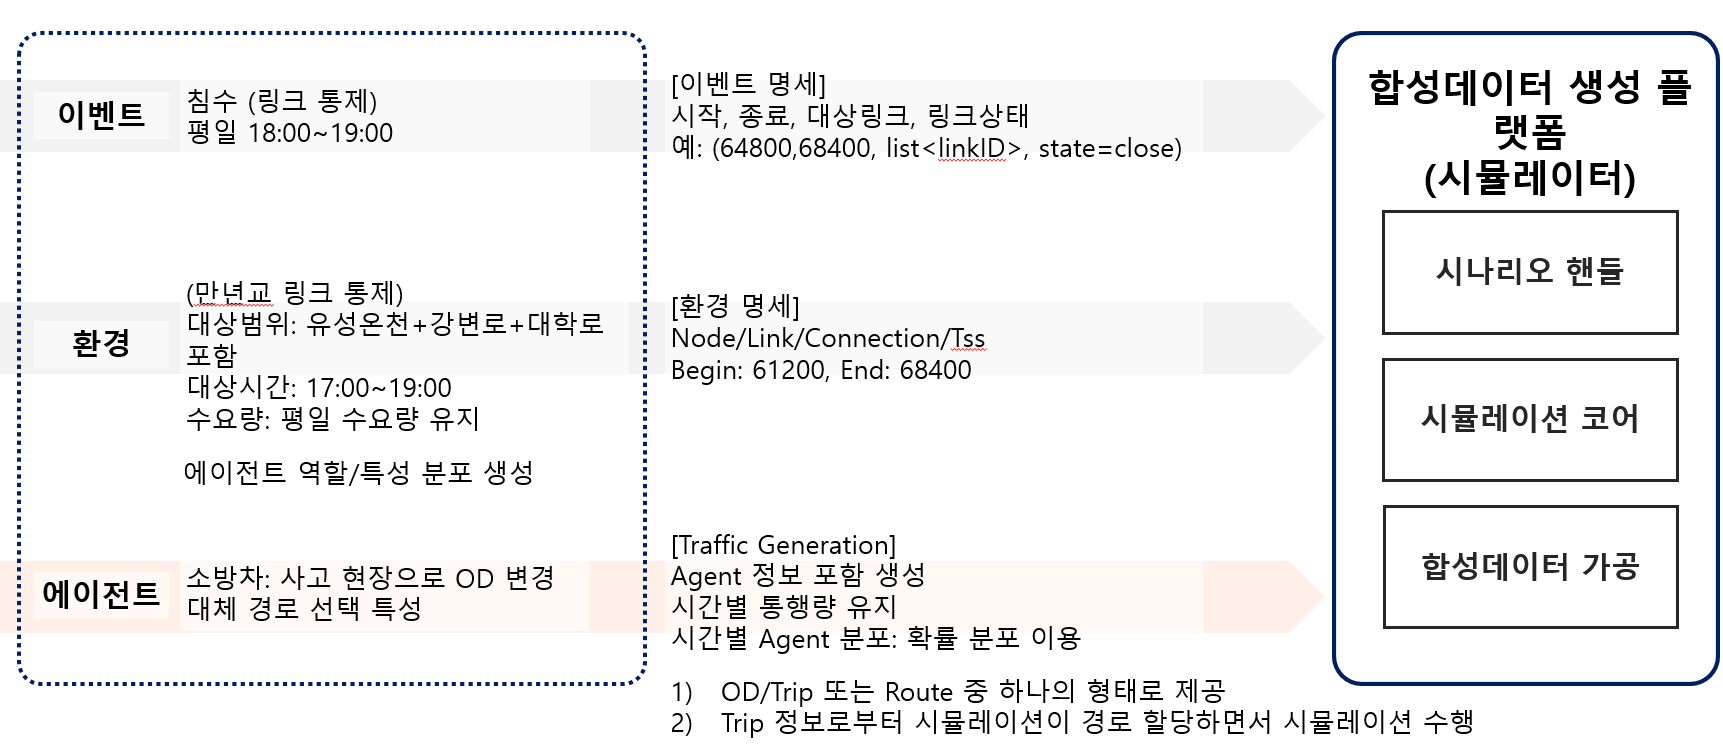 이벤트
침수 (링크 통제)
평일 18:00~19:00
[이벤트 명세]
시작, 종료, 대상링크, 링크상태
예: (64800,68400, list<linkID>, state=close)
환경
(만년교 링크 통제)
대상범위: 유성온천+강변로+대학로
포함
대상시간: 17:00~19:00
수요량: 평일 수요량 유지
에이전트 역할/특성 분포 생성
[환경 명세]
Node/Link/Connection/Tss
Begin: 61200, End: 68400
에이전트
소방차: 사고 현장으로 OD 변경
대체 경로 선택 특성
[Traffic Generation]
Agent 정보 포함 생성
시간별 통행량 유지
시간별 Agent 분포: 확률 분포 이용
1) OD/Trip 또는 Route 중 하나의 형태로 제공
2) Trip 정보로부터 시뮬레이션이 경로 할당하면서 시뮬레이션 수행
합성데이터 생성 플
랫폼
(시뮬레이터)
시나리오 핸들
시뮬레이션 코어
합성데이터 가공